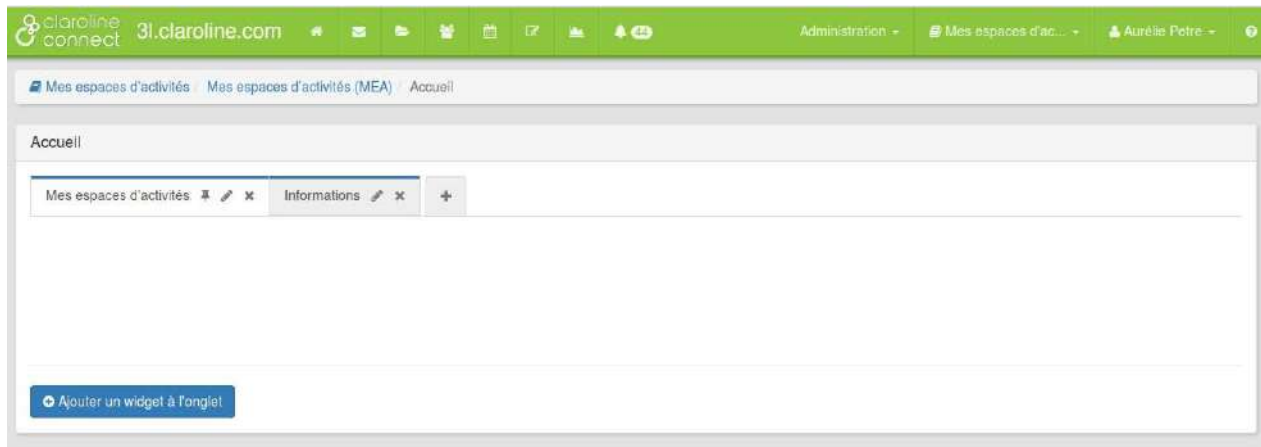 claroline
connect
3l.claroline.com 44 Administration Mes espaces d'ac... Aurélie Petre
Mes espaces d'activités / Mes espaces d'activités (MEA) / Accueil
Accueil
Mes espaces d'activités Informations
Ajouter un widget à l'onglet